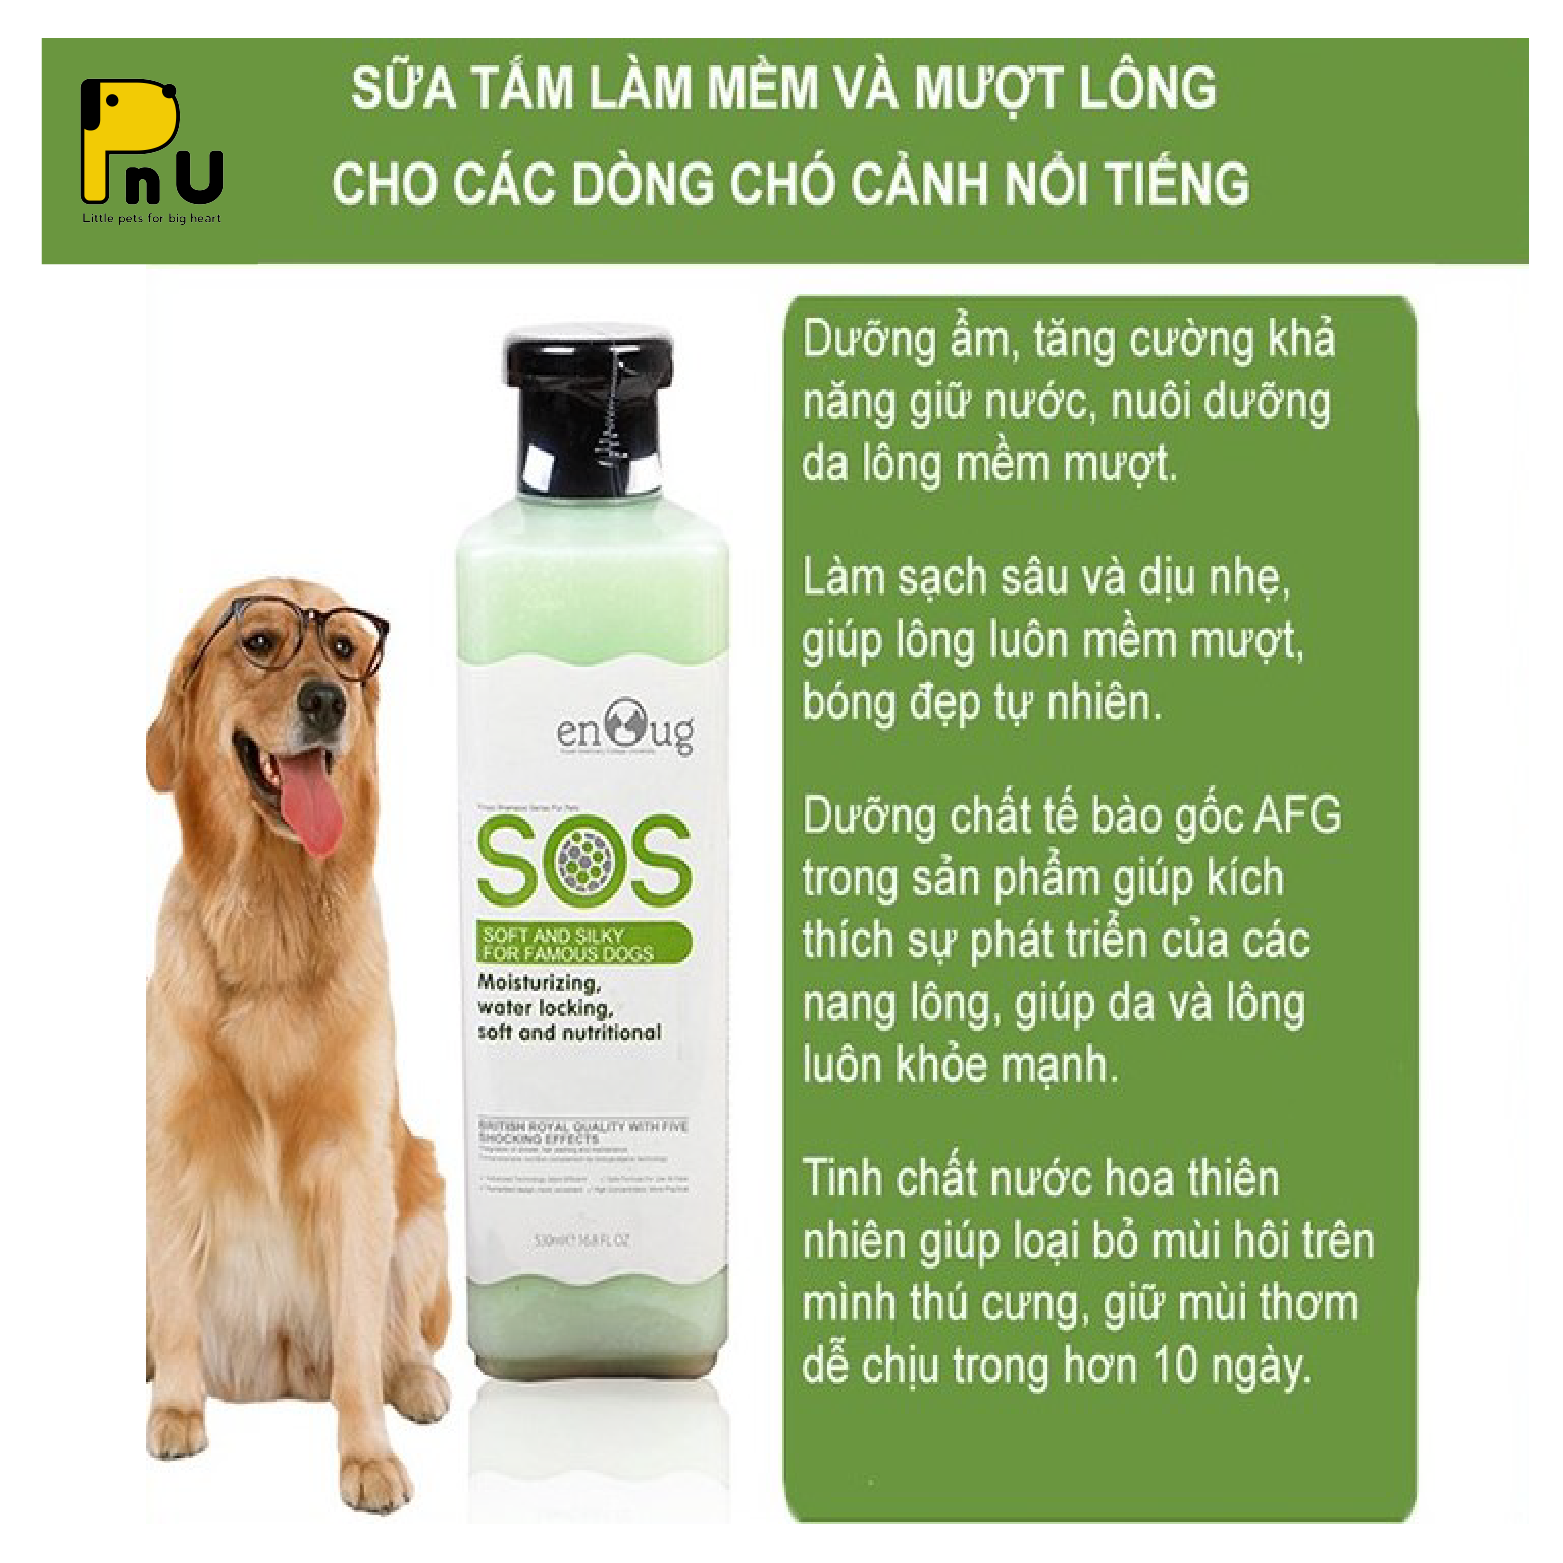 SỮA TẮM LÀM MỀM VÀ MƯỢT LÔNG
CHO CÁC DÒNG CHÓ CẢNH NỔI TIẾNG
PnU
Little pets for big heart
Dưỡng ẩm, tăng cường khả
năng giữ nước, nuôi dưỡng
da lông mềm mượt.
Làm sạch sâu và dịu nhẹ,
giúp lông luôn mềm mượt,
bóng đẹp tự nhiên.
Dưỡng chất tế bào gốc AFG
trong sản phẩm giúp kích
thích sự phát triển của các
nang lông, giúp da và lông
luôn khỏe mạnh.
Tinh chất nước hoa thiên
nhiên giúp loại bỏ mùi hôi trên
mình thú cưng, giữ mùi thơm
dễ chịu trong hơn 10 ngày.
enOug
SOS
SOFT AND SILKY
FOR FAMOUS DOGS
Moisturizing,
water locking,
soft and nutritional
BRITISH ROYAL QUALITY WITH FIVE
SHOCKING EFFECTS
530ml 16.8 FL OZ